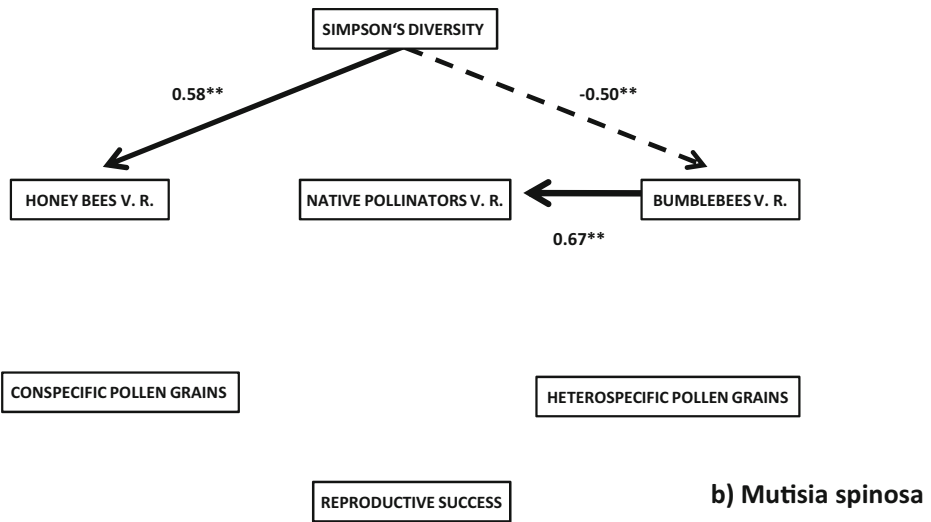 SIMPSON‘S DIVERSITY
0.58**
-0.50**
HONEY BEES V. R.
NATIVE POLLINATORS V. R.
BUMBLEBEES V. R.
0.67**
CONSPECIFIC POLLEN GRAINS
HETEROSPECIFIC POLLEN GRAINS
REPRODUCTIVE SUCCESS
b) Mutisia spinosa